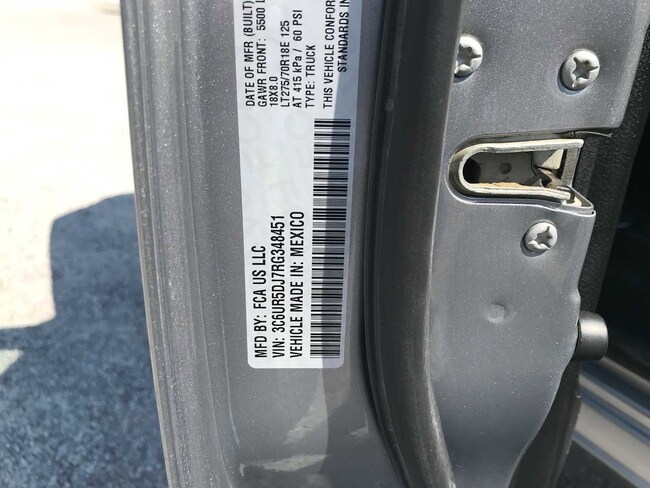 MFD BY: FCA US LLC
DATE OF MFR (BUILT)
GAWR FRONT: 5500 L
18X8.0
LT275/70R18E 125
AT 415 kPa / 60 PSI
TYPE: TRUCK
THIS VEHICLE CONFOR
STANDARDS IN
VIN: 3C6UR5DJ7RG348451
VEHICLE MADE IN: MEXICO